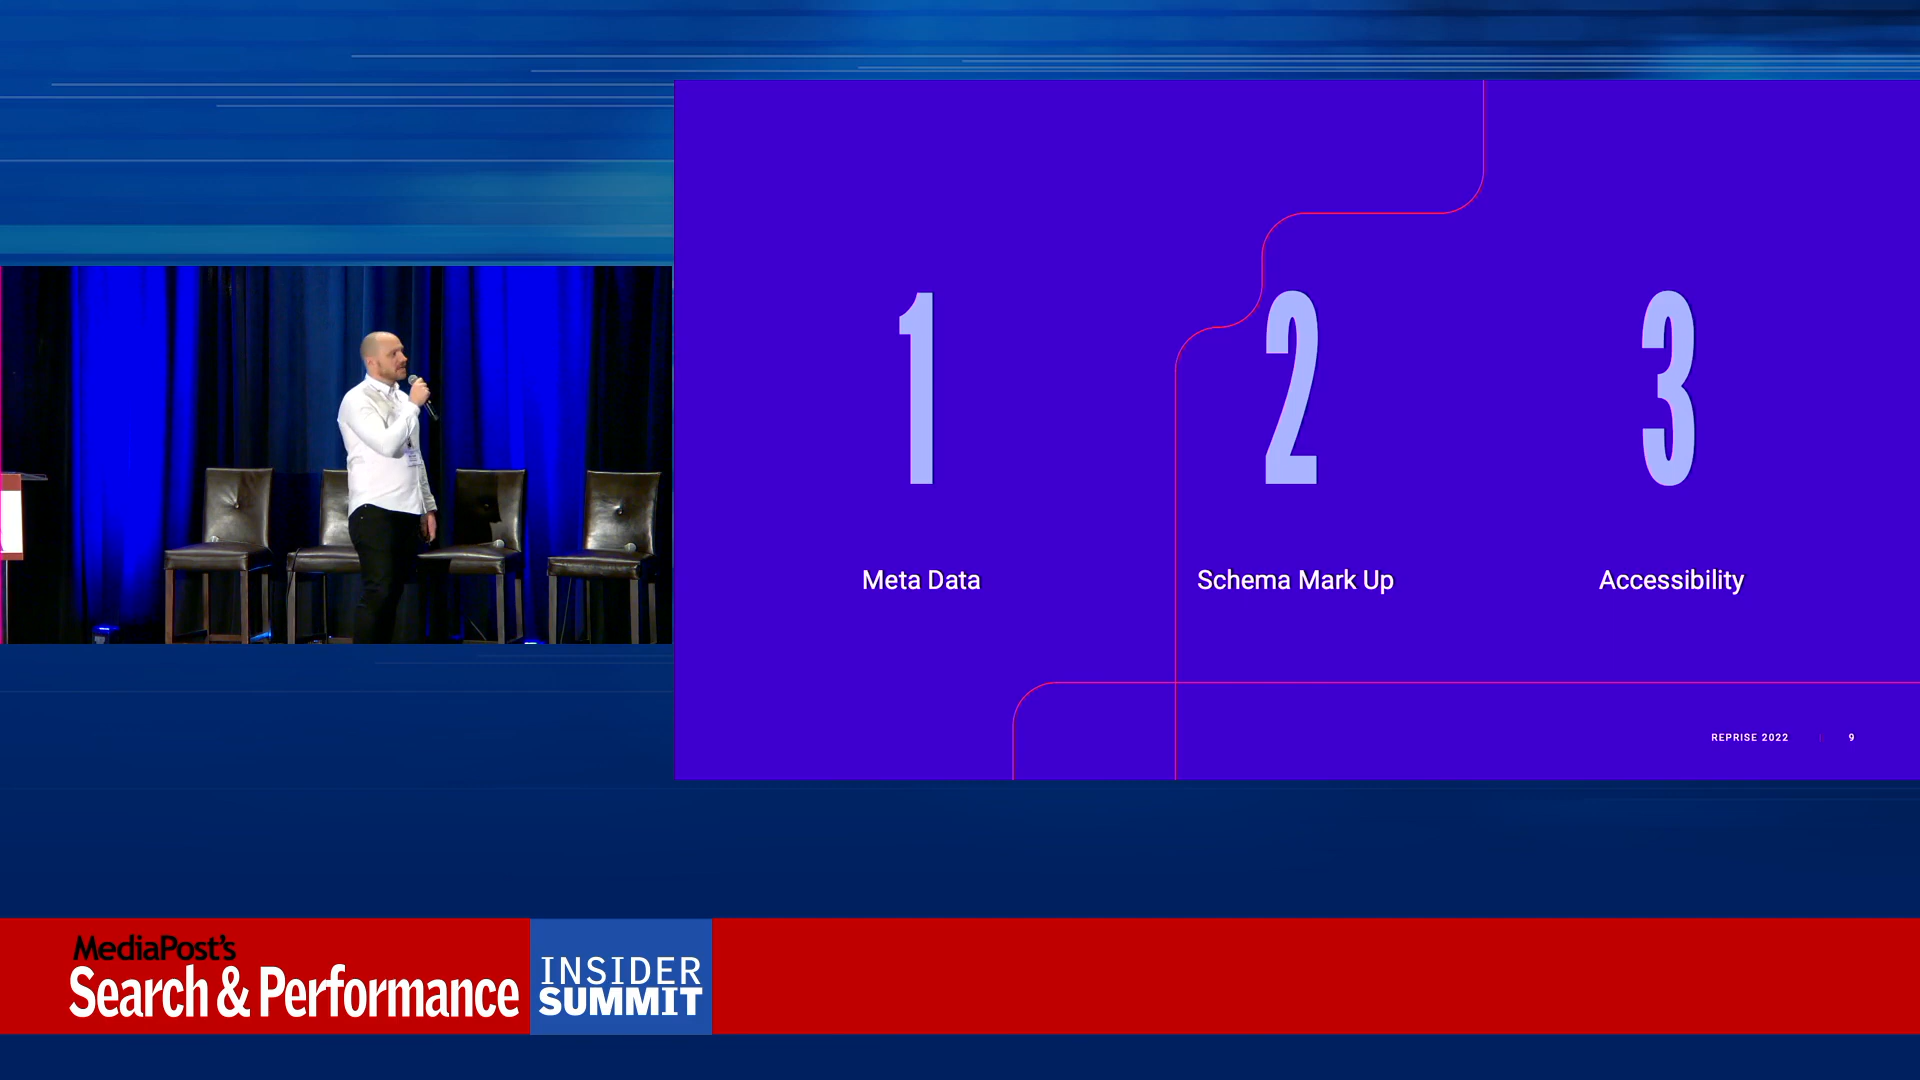 1
2
3
Meta Data
Schema Mark Up
Accessibility
REPRISE 2022 | 9
MediaPost's
Search & Performance
INSIDER
SUMMIT